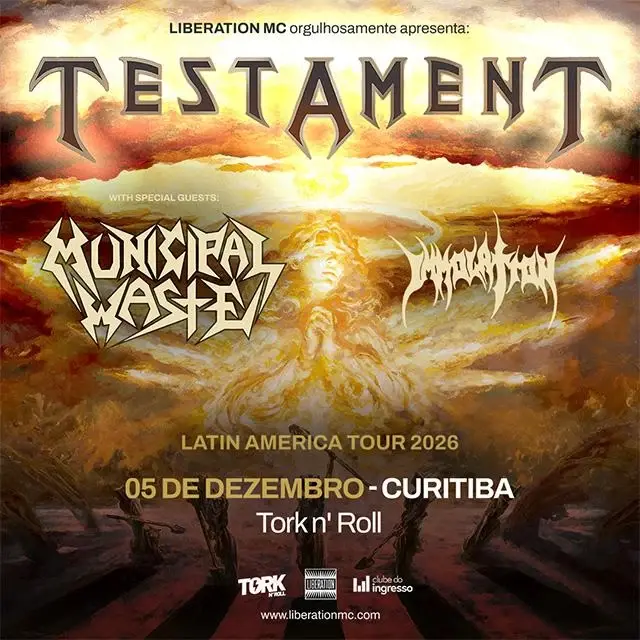 LIBERATION MC orgulhosamente apresenta:
TESTAMENT
WITH SPECIAL GUESTS:
MUNICIPAL
WASTE
IMMOLATION
LATIN AMERICA TOUR 2026
05 DE DEZEMBRO - CURITIBA
Tork n' Roll
TORK
N' ROLL
LIBERATION
clube do
ingresso
www.liberationmc.com